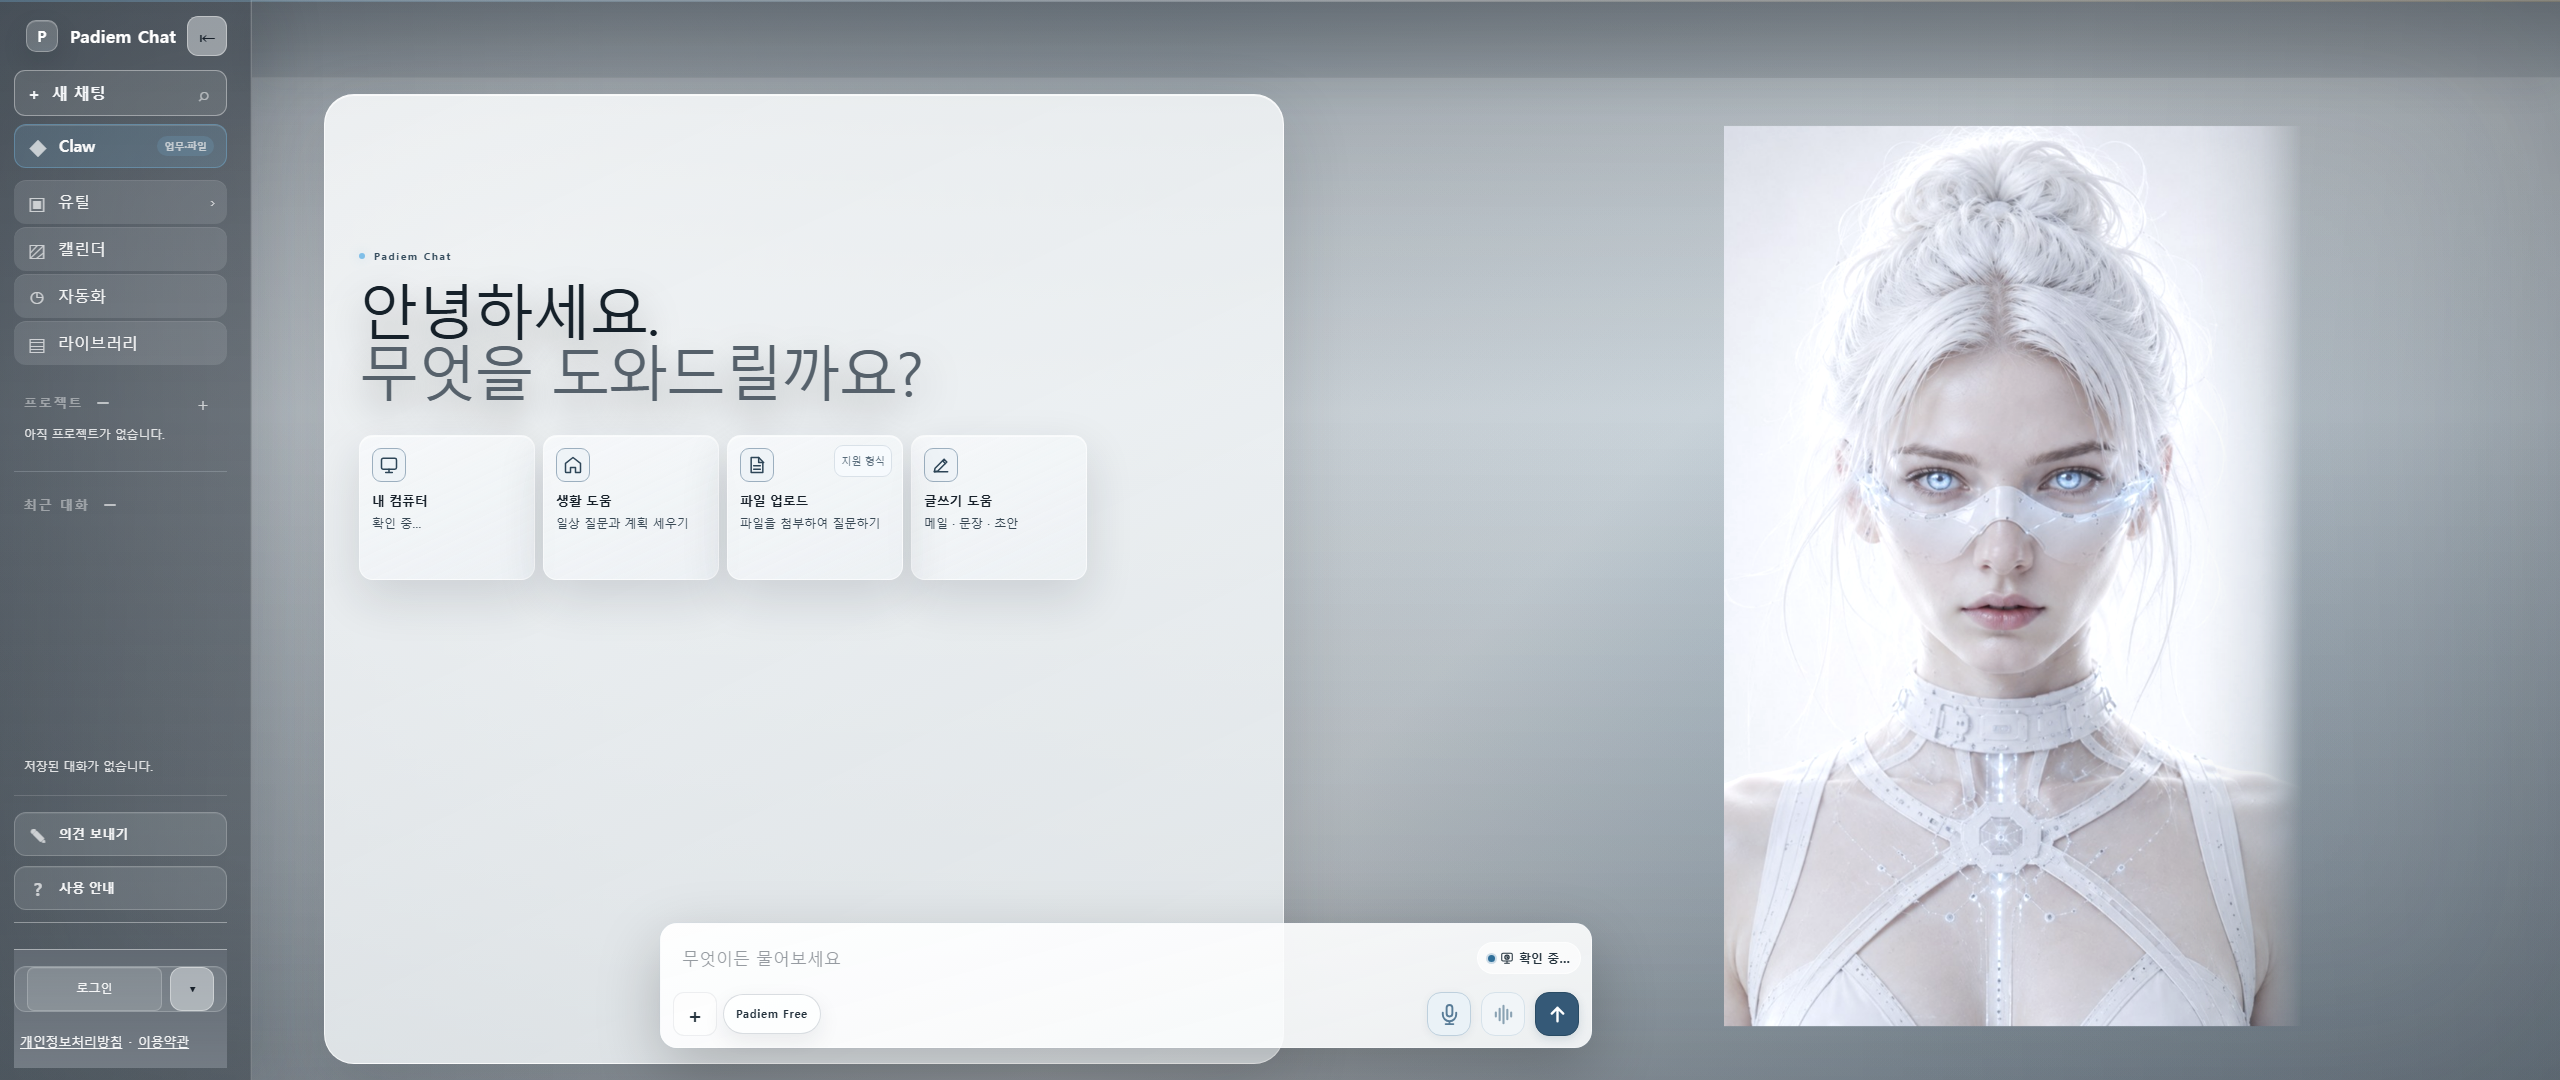 P Padiem Chat
+ 새 채팅
Claw 업무·파일
유틸
캘린더
자동화
라이브러리
프로젝트
아직 프로젝트가 없습니다.
최근 대화
저장된 대화가 없습니다.
의견 보내기
? 사용 안내
로그인
개인정보처리방침 · 이용약관
Padiem Chat
안녕하세요.
무엇을 도와드릴까요?
내 컴퓨터
확인 중...
생활 도움
일상 질문과 계획 세우기
지원 형식
파일 업로드
파일을 첨부하여 질문하기
글쓰기 도움
메일 · 문장 · 초안
무엇이든 물어보세요
확인 중...
+ Padiem Free